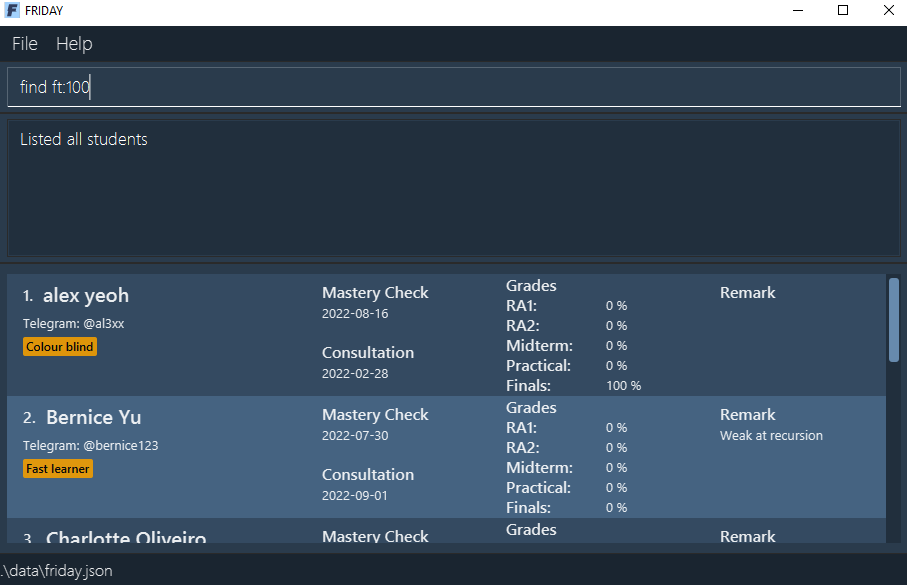 FRIDAY
File Help
find ft:100
Listed all students
1. alex yeoh
Telegram: @al3xx
Colour blind
Mastery Check
2022-08-16
Consultation
2022-02-28
Grades
RA1: 0 %
RA2: 0 %
Midterm: 0 %
Practical: 0 %
Finals: 100 %
Remark
2. Bernice Yu
Telegram: @bernice123
Fast learner
Mastery Check
2022-07-30
Consultation
2022-09-01
Grades
RA1: 0 %
RA2: 0 %
Midterm: 0 %
Practical: 0 %
Finals: 0 %
Remark
Weak at recursion
3. Charlotte Oliveiro
Mastery Check
Grades
Remark
.\data\friday.json